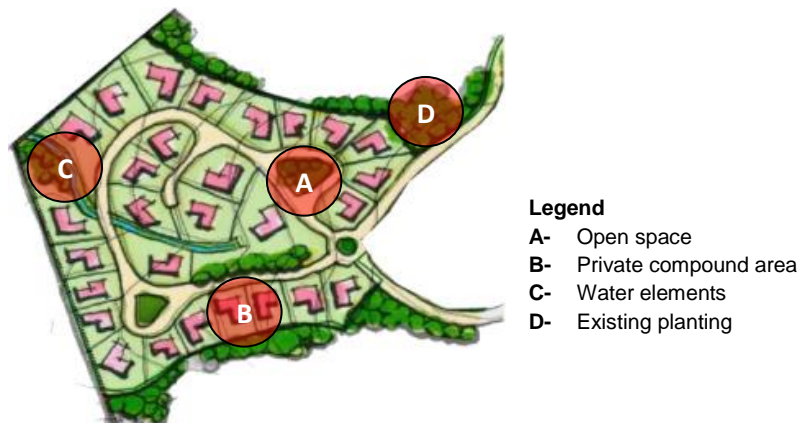 D
C
A
B
Legend
A- Open space
B- Private compound area
C- Water elements
D- Existing planting